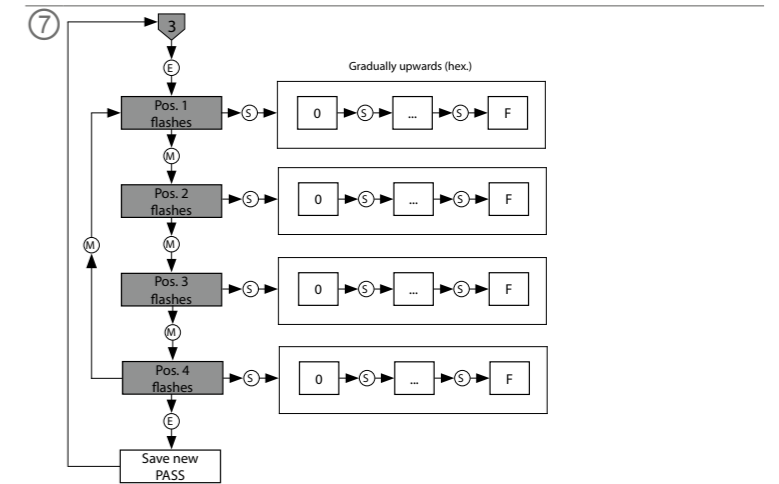 7
3
E
Gradually upwards (hex.)
Pos. 1
flashes
S
0
S
...
S
F
M
Pos. 2
flashes
S
0
S
...
S
F
M
M
Pos. 3
flashes
S
0
S
...
S
F
M
Pos. 4
flashes
S
0
S
...
S
F
E
Save new
PASS